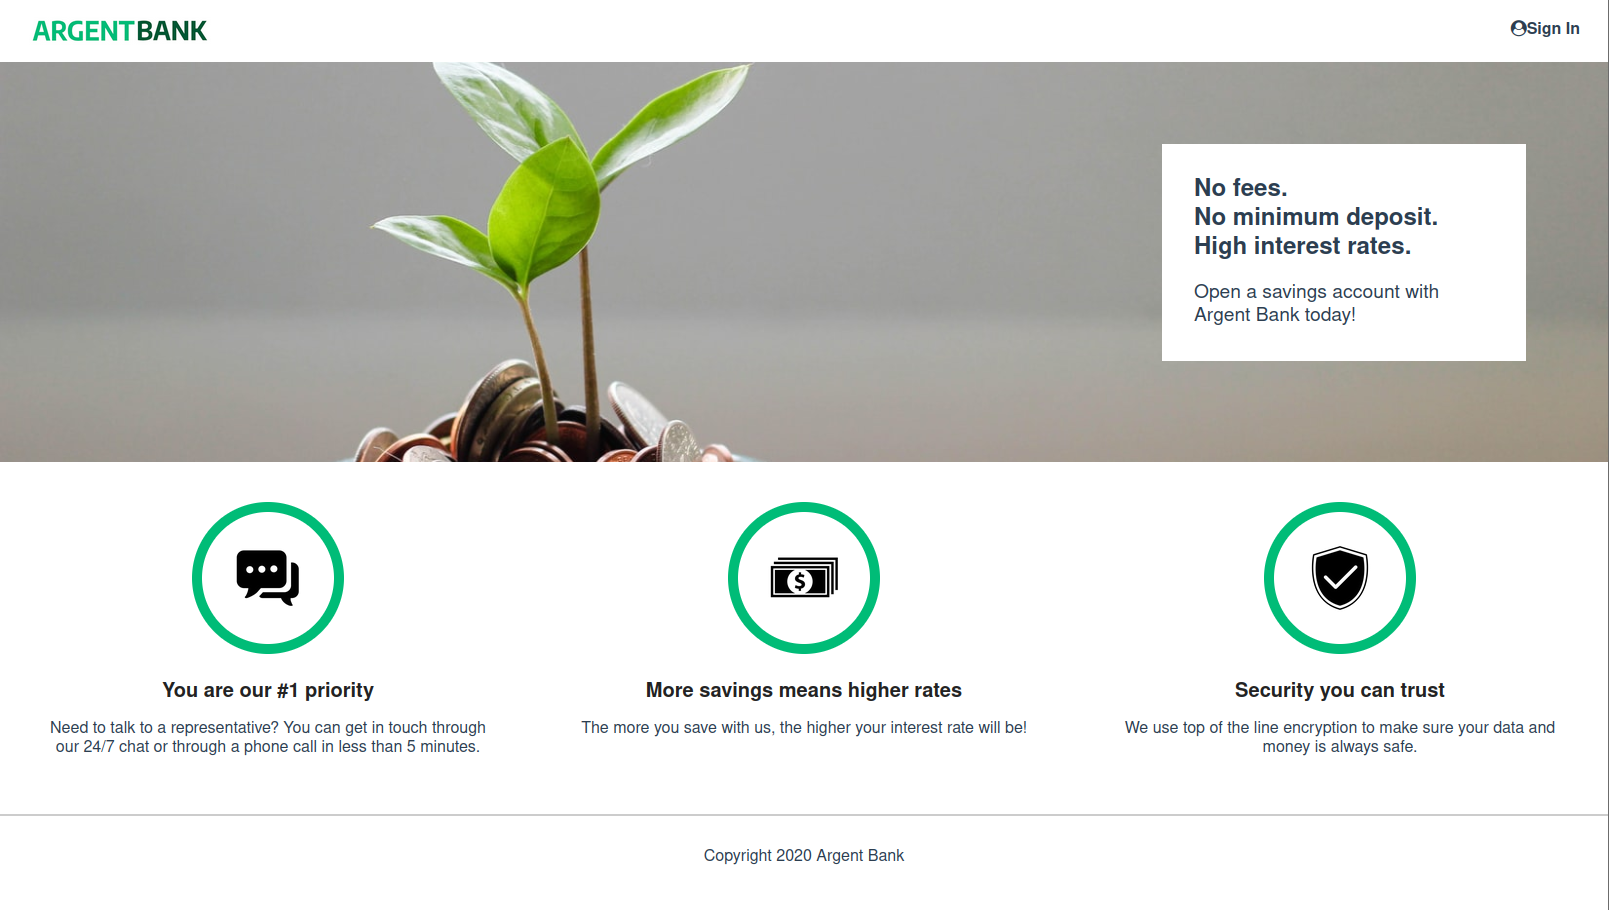 ARGENTBANK
Sign In
No fees.
No minimum deposit.
High interest rates.
Open a savings account with
Argent Bank today!
You are our #1 priority
Need to talk to a representative? You can get in touch through
our 24/7 chat or through a phone call in less than 5 minutes.
$
More savings means higher rates
The more you save with us, the higher your interest rate will be!
Security you can trust
We use top of the line encryption to make sure your data and
money is always safe.
Copyright 2020 Argent Bank